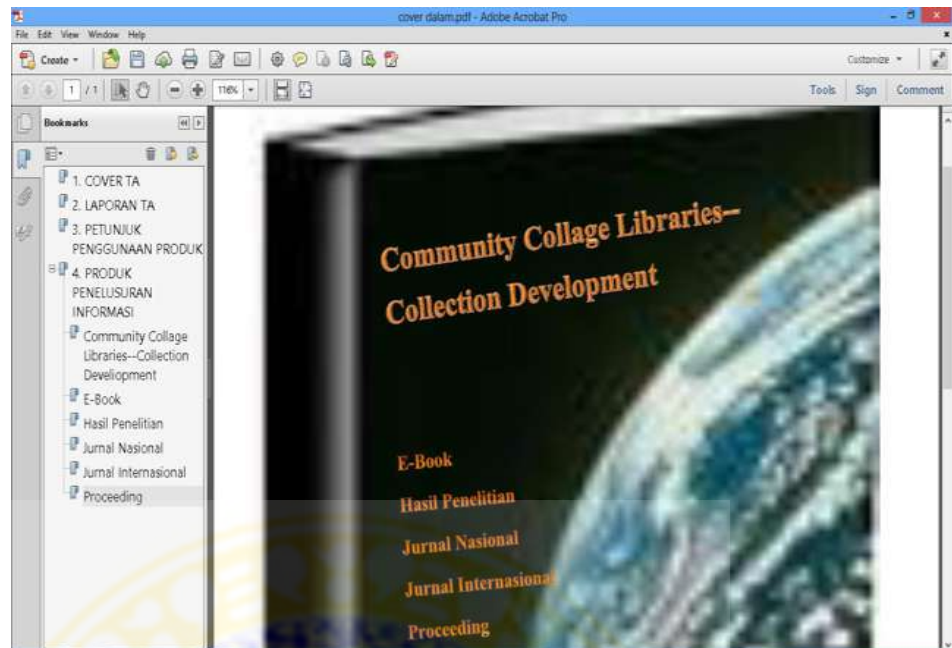 cover dalam.pdf - Adobe Acrobat Pro
File Edit View Window Help
Create
Customize
1 / 1
116%
Tools Sign Comment
Bookmarks
1. COVER TA
2. LAPORAN TA
3. PETUNJUK
PENGGUNAAN PRODUK
4. PRODUK
PENELUSURAN
INFORMASI
Community Collage
Libraries--Collection
Develiopment
E-Book
Hasil Penelitian
Jurnal Nasional
Jurnal Internasional
Proceeding
Community Collage Libraries--
Collection Development
E-Book
Hasil Penelitian
Jurnal Nasional
Jurnal Internasional
Proceeding